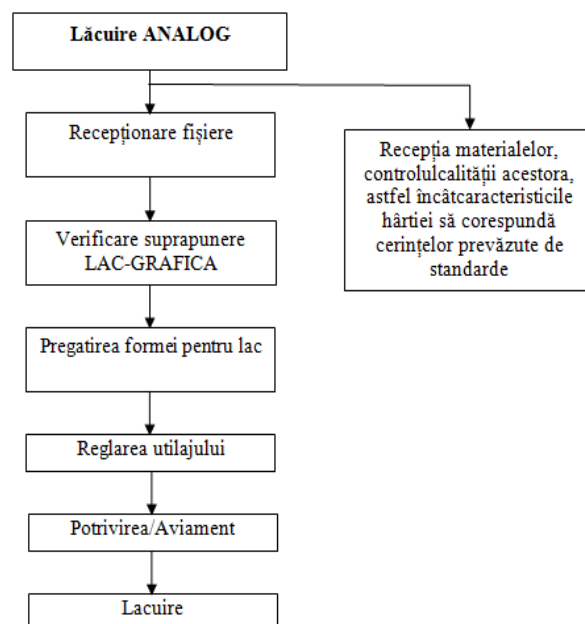 Lăcuire ANALOG
Recepționare fișiere
Recepția materelor,
controlulcalității acestora,
astfel încâtcaracteristicile
hârtiei să corespundă
cerințelor prevăzute de
standarde
Verificare suprapunere
LAC-GRAFICA
Pregatirea formei pentru lac
Reglarea utilajului
Potrivirea/Aviament
Lacuire